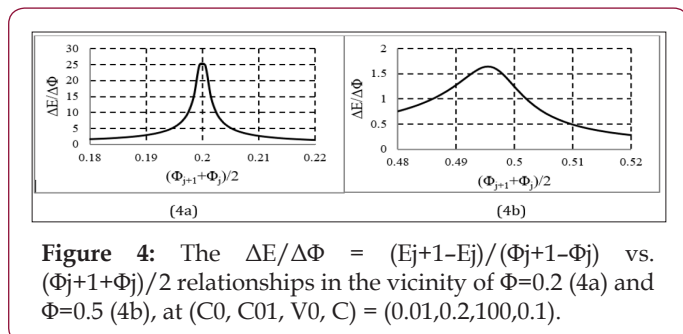 30
25
20
15
10
5
0
ΔE/ΔΦ
0.18 0.19 0.2 0.21 0.22
(Φj+1+Φj)/2
(4a)
2
1.5
1
0.5
0
ΔE/ΔΦ
0.48 0.49 0.5 0.51 0.52
(Φj+1+Φj)/2
(4b)
Figure 4: The ΔE/ΔΦ = (Ej+1–Ej)/(Φj+1–Φj) vs.
(Φj+1+Φj)/2 relationships in the vicinity of Φ=0.2 (4a) and
Φ=0.5 (4b), at (C0, C01, V0, C) = (0.01,0.2,100,0.1).